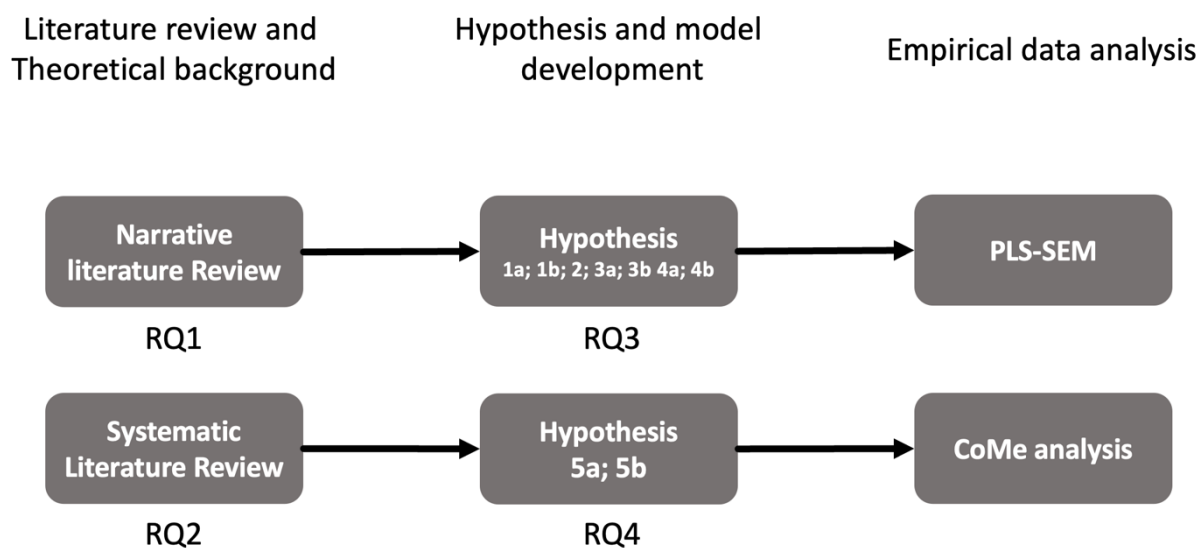 Literature review and
Theoretical background
Hypothesis and model
development
Empirical data analysis
Narrative
literature Review
Hypothesis
1a; 1b; 2; 3a; 3b 4a; 4b
PLS-SEM
RQ1
RQ3
Systematic
Literature Review
Hypothesis
5a; 5b
CoMe analysis
RQ2
RQ4